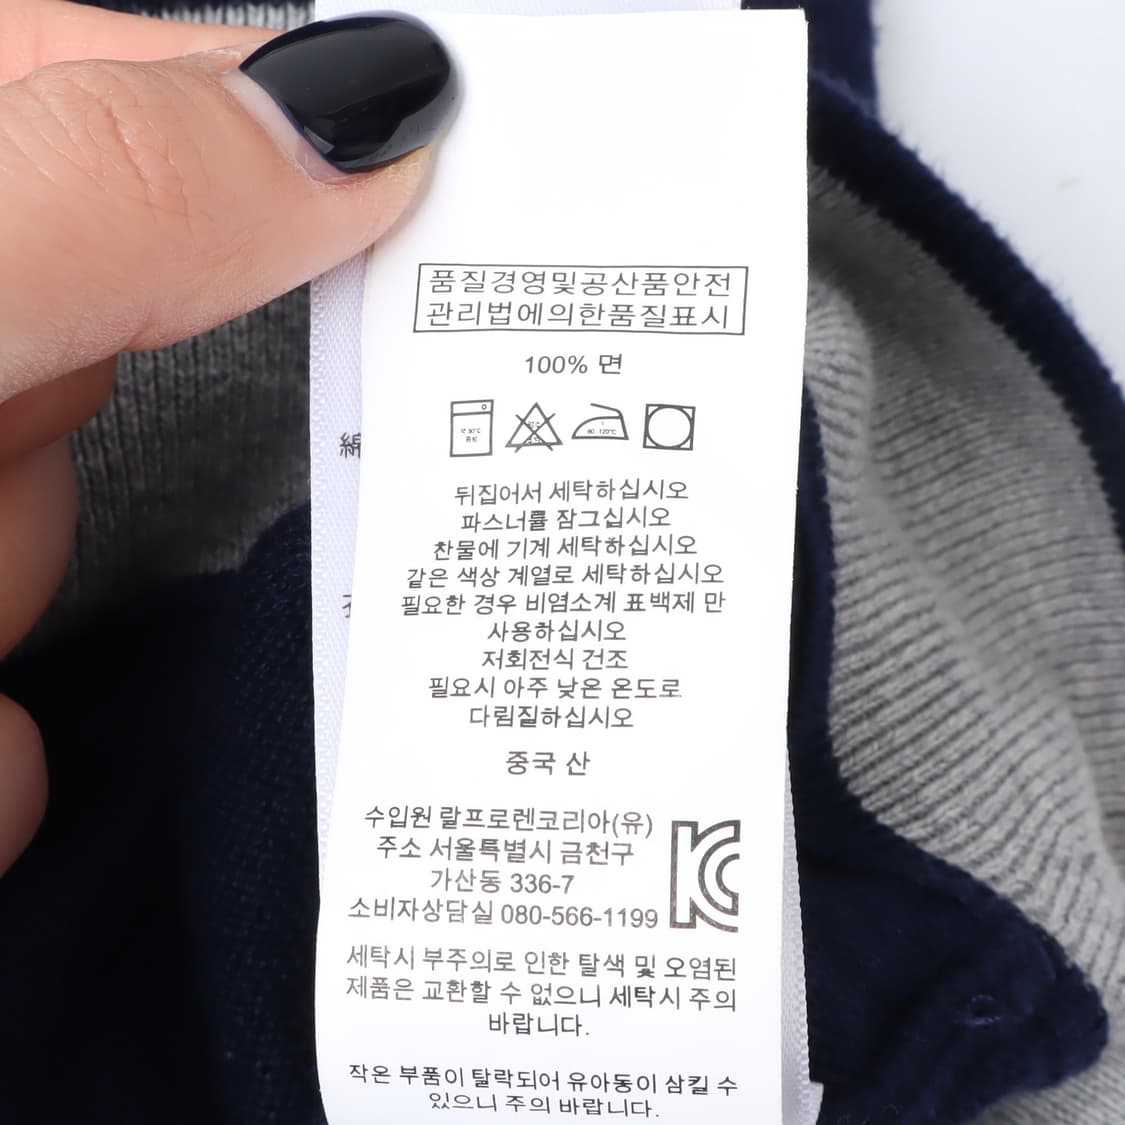 품질경영및공산품안전
관리법에의한품질표시
100% 면
80-120°C
뒤집어서 세탁하십시오
파스너를 잠그십시오
찬물에 기계 세탁하십시오
같은 색상 계열로 세탁하십시오
필요한 경우 비염소계 표백제 만
사용하십시오
저회전식 건조
필요시 아주 낮은 온도로
다림질하십시오
중국 산
수입원 랄프로렌코리아(유)
주소 서울특별시 금천구
가산동 336-7
소비자상담실 080-566-1199
세탁시 부주의로 인한 탈색 및 오염된
제품은 교환할 수 없으니 세탁시 주의
바랍니다.
작은 부품이 탈락되어 유아동이 삼킬 수
있으니 주의 바랍니다.